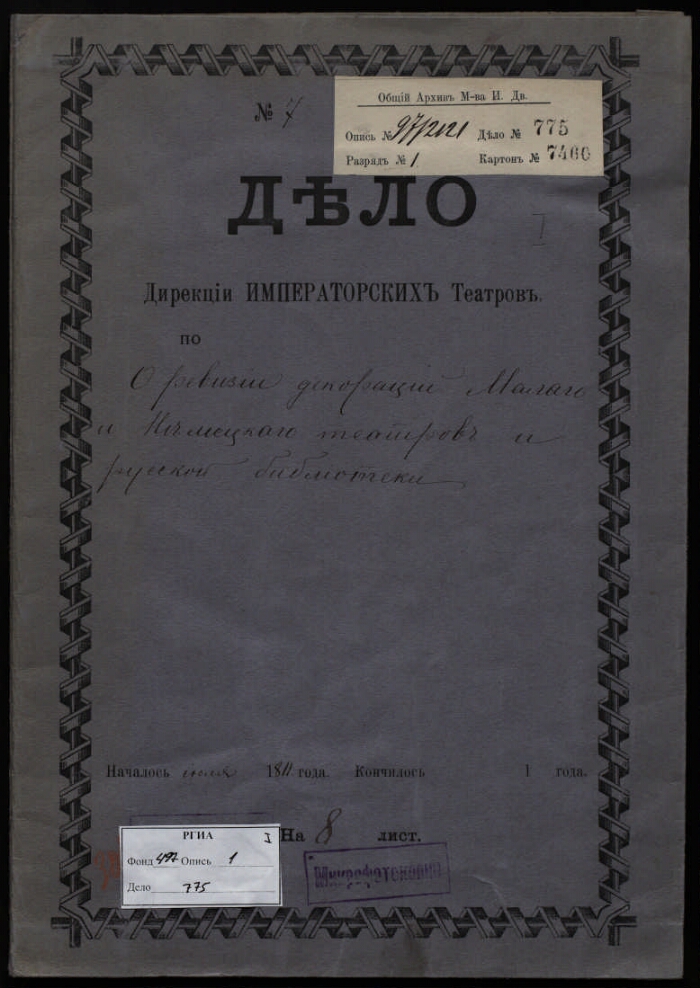 № 7
Общій Архивъ М-ва И. Дв.
Опись № 97/2121 Дѣло № 775
Разрядъ № 1 Картонъ № 7460
ДѢЛО
I
Дирекціи ИМПЕРАТОРСКИХЪ Театровъ.
по
О ревизіи декорацій Малаго
и Нѣмецкаго театровъ и
русской библіотеки
Началось іюля 1811 года. Кончилось 1 года.
На 8 лист.
РГИА I
Фонд 497 Опись 1
Дело 775